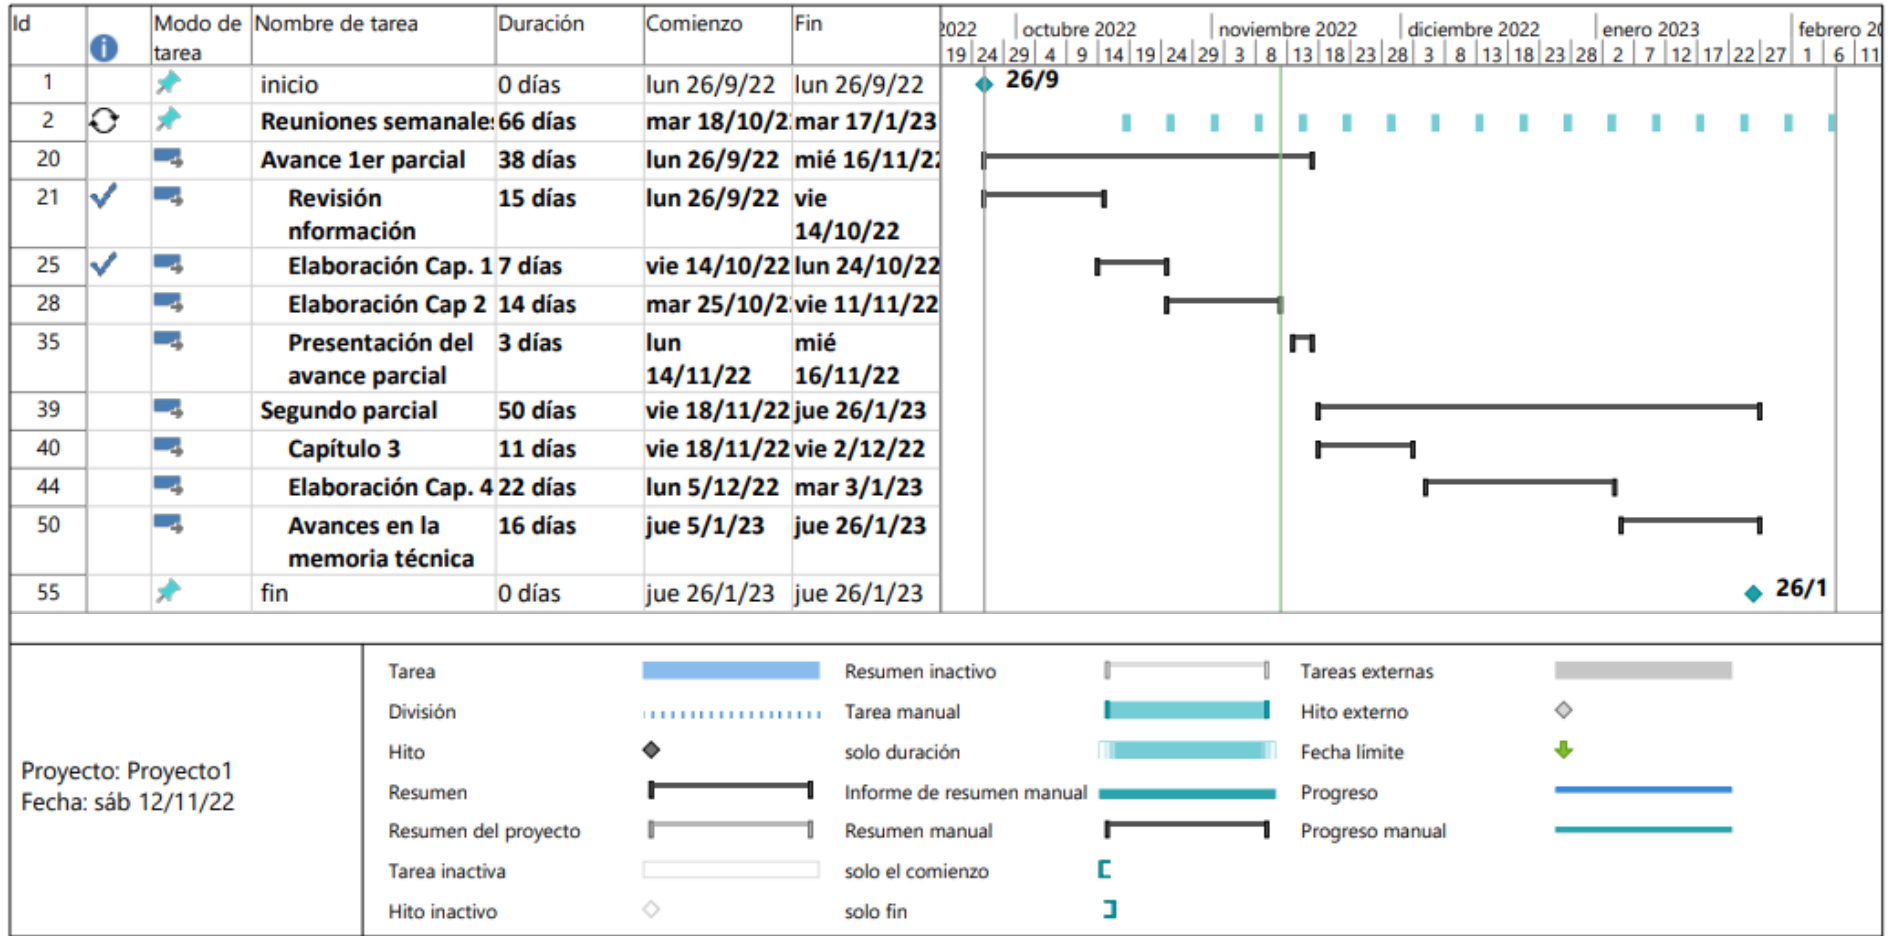 Id Modo de tarea Nombre de tarea Duración Comienzo Fin
2022 octubre 2022 noviembre 2022 diciembre 2022 enero 2023 febrero 20
19 24 29 4 9 14 19 24 29 3 8 13 18 23 28 3 8 13 18 23 28 2 7 12 17 22 27 1 6 11
1 inicio 0 días lun 26/9/22 lun 26/9/22 26/9
2 Reuniones semanales 66 días mar 18/10/2 mar 17/1/23
20 Avance 1er parcial 38 días lun 26/9/22 mié 16/11/22
21 Revisión nformación 15 días lun 26/9/22 vie 14/10/22
25 Elaboración Cap. 1 7 días vie 14/10/22 lun 24/10/22
28 Elaboración Cap 2 14 días mar 25/10/2 vie 11/11/22
35 Presentación del avance parcial 3 días lun 14/11/22 mié 16/11/22
39 Segundo parcial 50 días vie 18/11/22 jue 26/1/23
40 Capítulo 3 11 días vie 18/11/22 vie 2/12/22
44 Elaboración Cap. 4 22 días lun 5/12/22 mar 3/1/23
50 Avances en la memoria técnica 16 días jue 5/1/23 jue 26/1/23
55 fin 0 días jue 26/1/23 jue 26/1/23 26/1
Proyecto: Proyecto1
Fecha: sáb 12/11/22
Tarea Resumen inactivo Tareas externas
División Tarea manual Hito externo
Hito solo duración Fecha límite
Resumen Informe de resumen manual Progreso
Resumen del proyecto Resumen manual Progreso manual
Tarea inactiva solo el comienzo
Hito inactivo solo fin